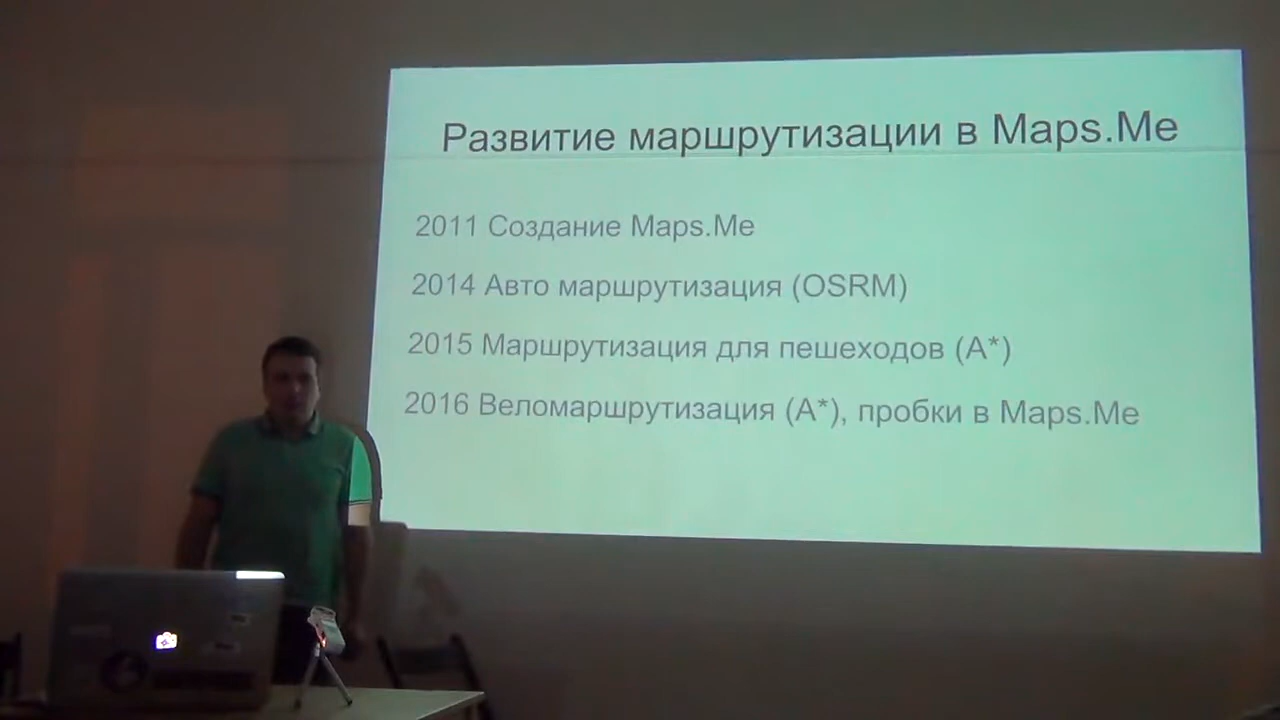 Развитие маршрутизации в Maps.Me
2011 Создание Maps.Me
2014 Авто маршрутизация (OSRM)
2015 Маршрутизация для пешеходов (A*)
2016 Веломаршрутизация (A*), пробки в Maps.Me